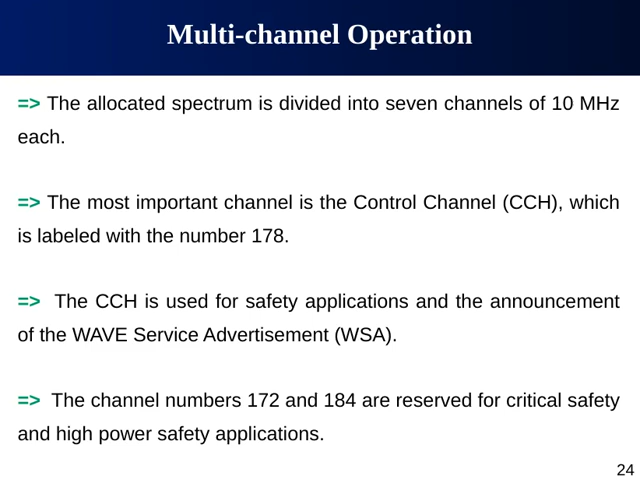 Multi-channel Operation
=> The allocated spectrum is divided into seven channels of 10 MHz
each.
=> The most important channel is the Control Channel (CCH), which
is labeled with the number 178.
=> The CCH is used for safety applications and the announcement
of the WAVE Service Advertisement (WSA).
=> The channel numbers 172 and 184 are reserved for critical safety
and high power safety applications.
24